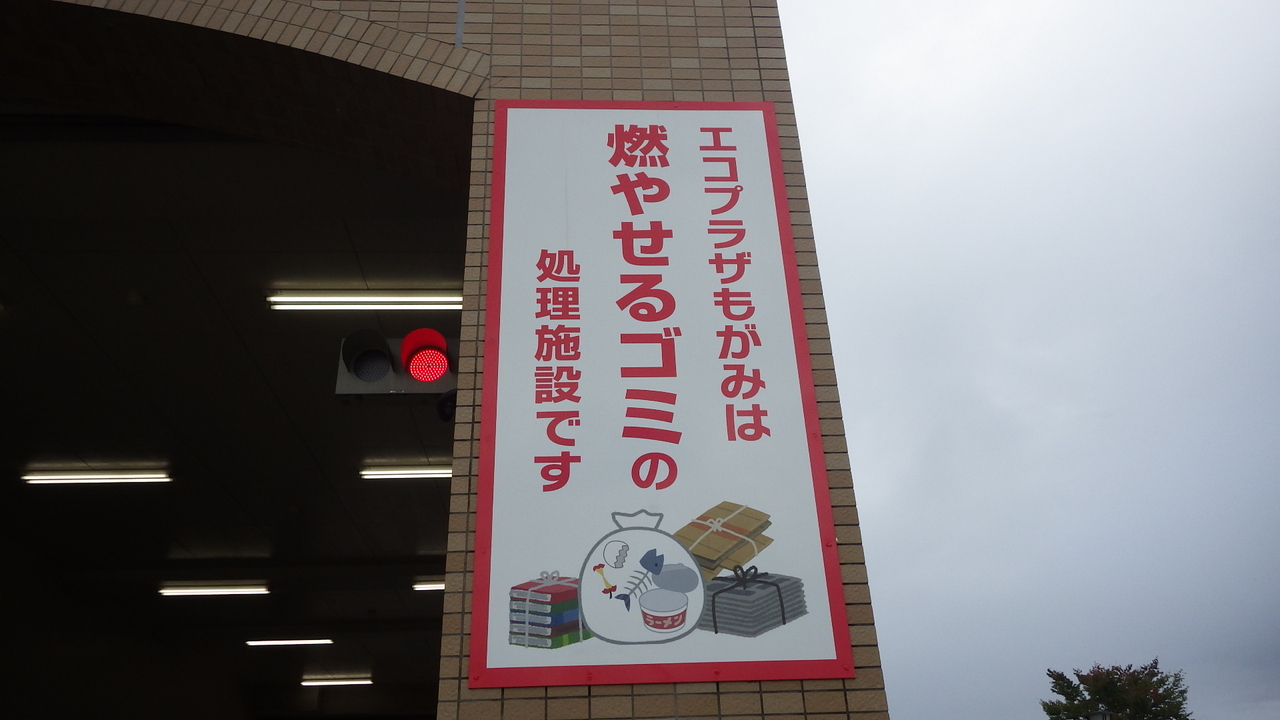 エコプラザもがみは
燃やせるゴミの
処理施設です
ラーメン